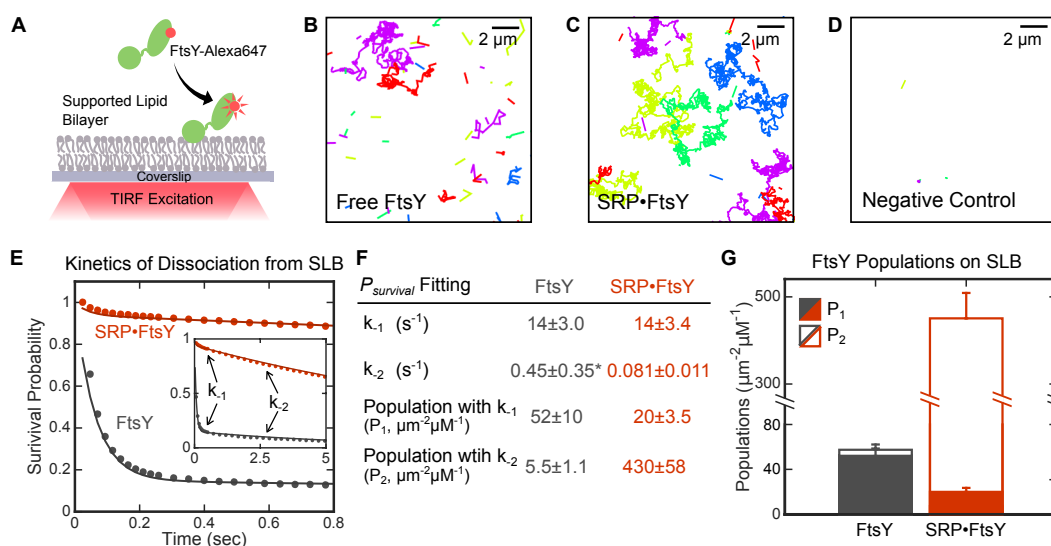 A
FtsY-Alexa647
Supported Lipid
Bilayer
Coverslip
TIRF Excitation
B
2 μm
Free FtsY
C
2 μm
SRP•FtsY
D
2 μm
Negative Control
E
Kinetics of Dissociation from SLB
Survival Probability
1
0.8
0.6
0.4
0.2
0
SRP•FtsY
FtsY
1
0.5
0
k-1
k-2
0
2.5
5
0
0.2
0.4
0.6
0.8
Time (sec)
F
Psurvival Fitting FtsY SRP•FtsY
k-1 (s-1) 14±3.0 14±3.4
k-2 (s-1) 0.45±0.35* 0.081±0.011
Population with k-1
(P1, μm-2μM-1) 52±10 20±3.5
Population wtith k-2
(P2, μm-2μM-1) 5.5±1.1 430±58
G
FtsY Populations on SLB
Populations (μm-2μM-1)
500
300
80
40
0
P1
P2
FtsY
SRP•FtsY